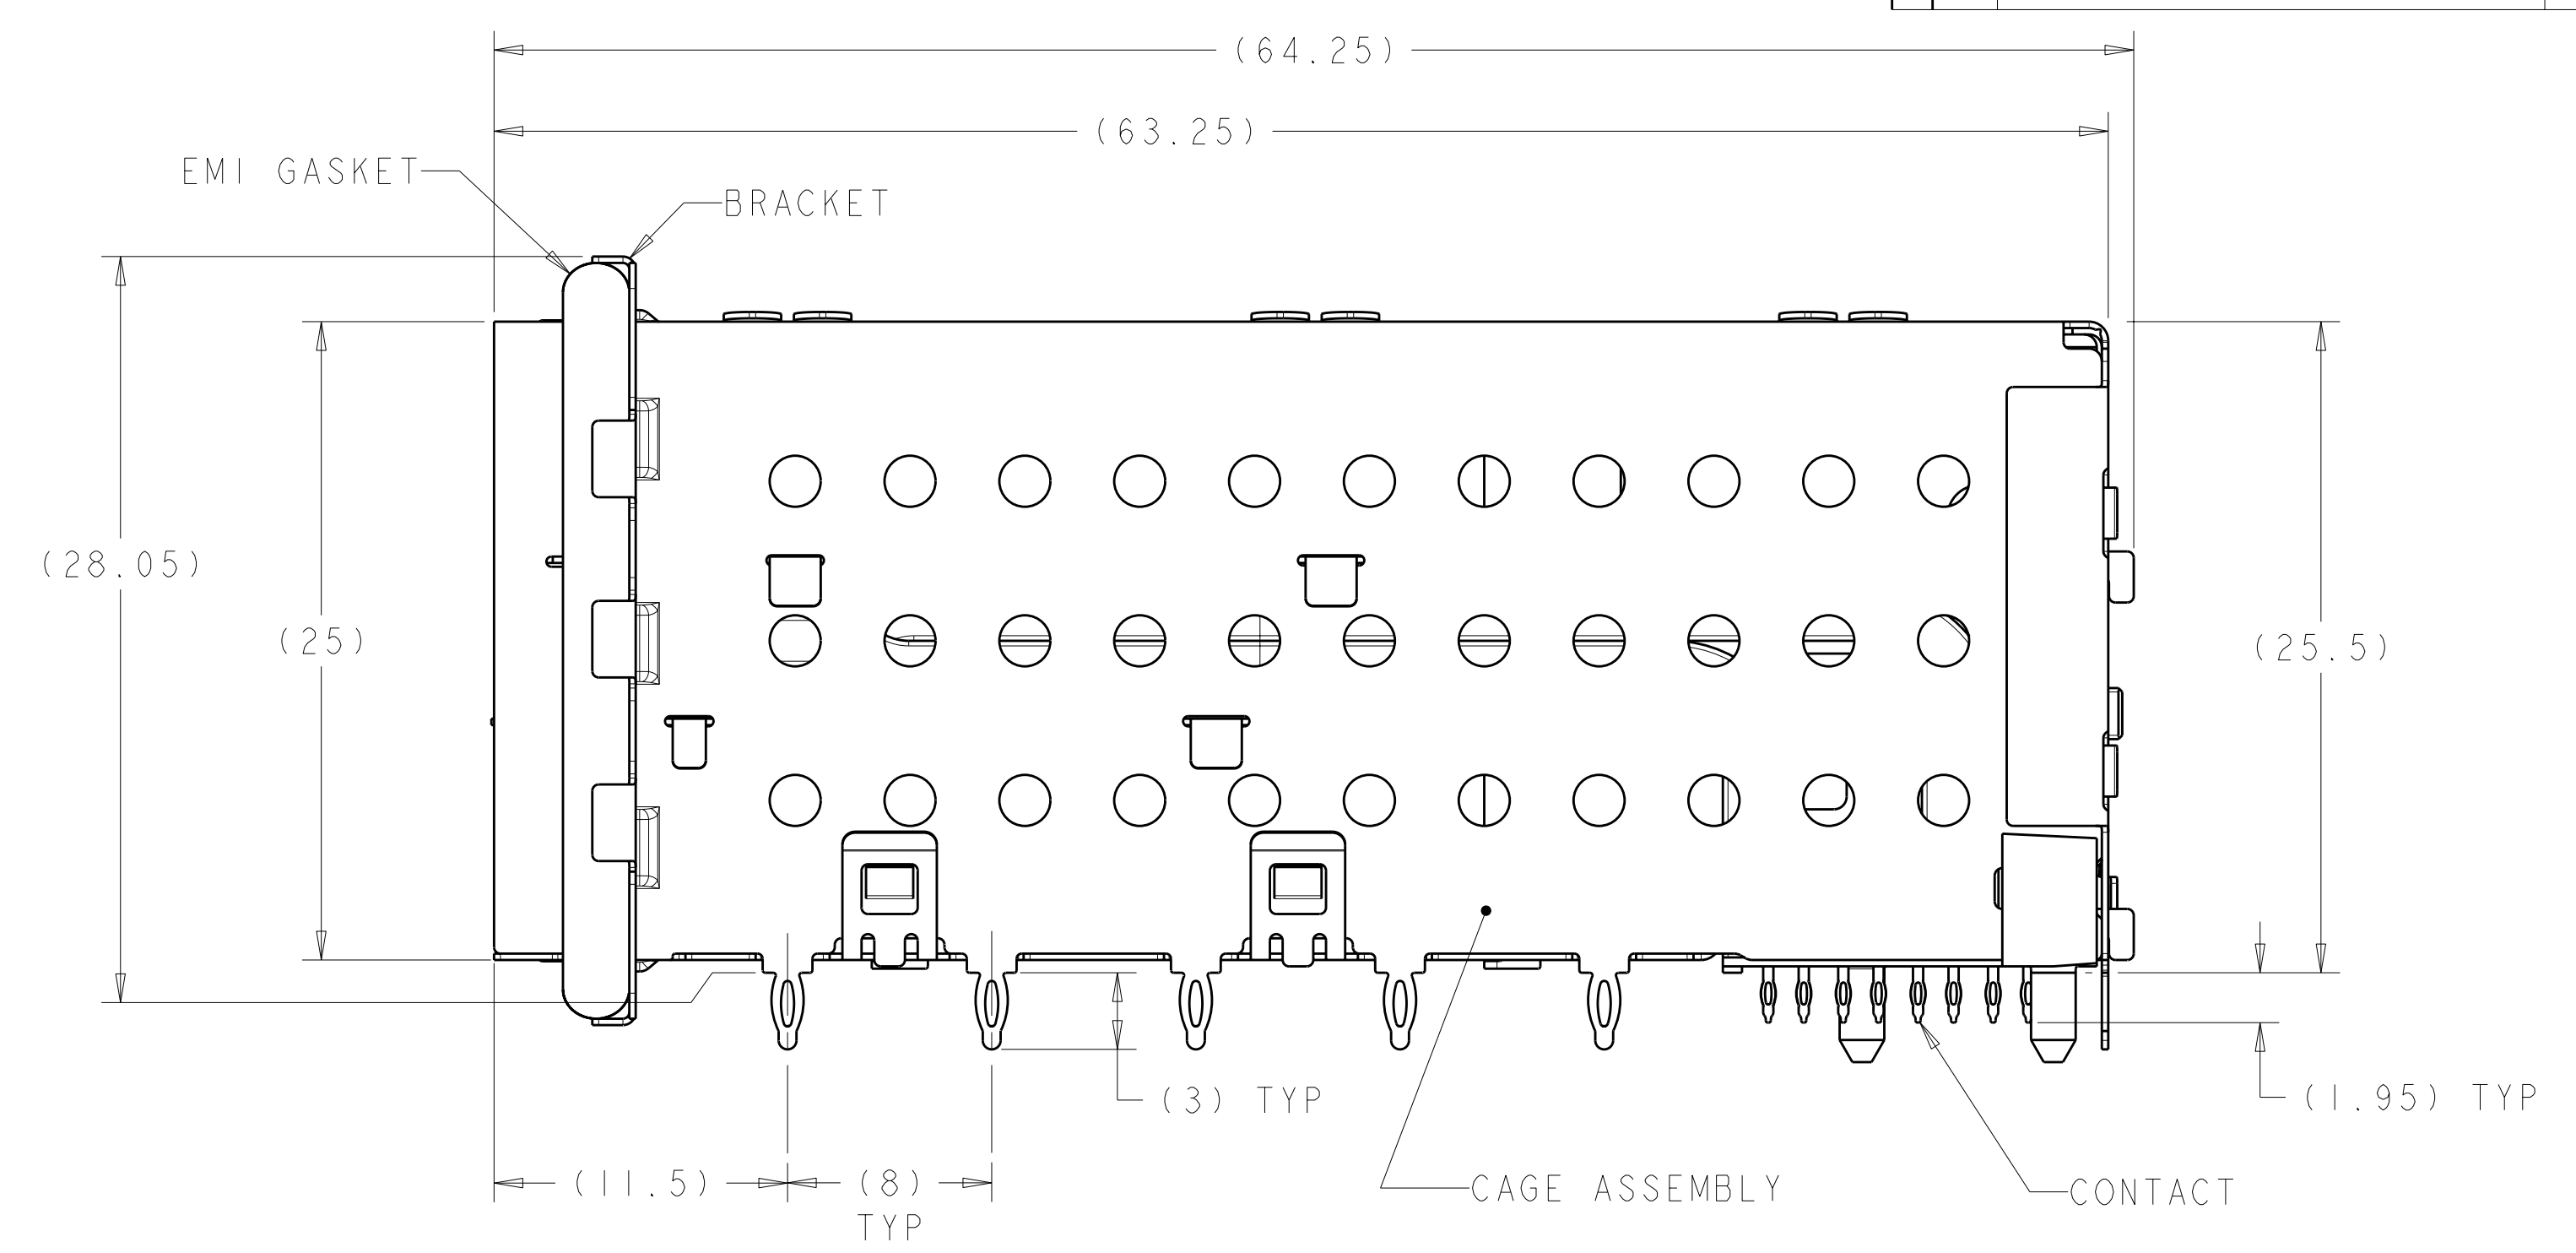 (64.25)
(63.25)
EMI GASKET
BRACKET
(28.05)
(25)
(25.5)
(3) TYP
(1.95) TYP
(11.5)
(8)
TYP
CAGE ASSEMBLY
CONTACT